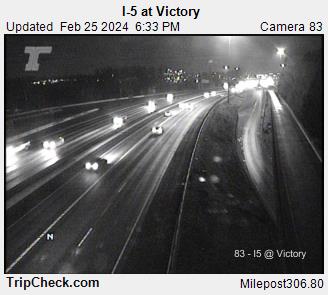 I-5 at Victory
Updated Feb 25 2024 6:33 PM Camera 83
N
83 - I5 @ Victory
TripCheck.com Milepost306.80